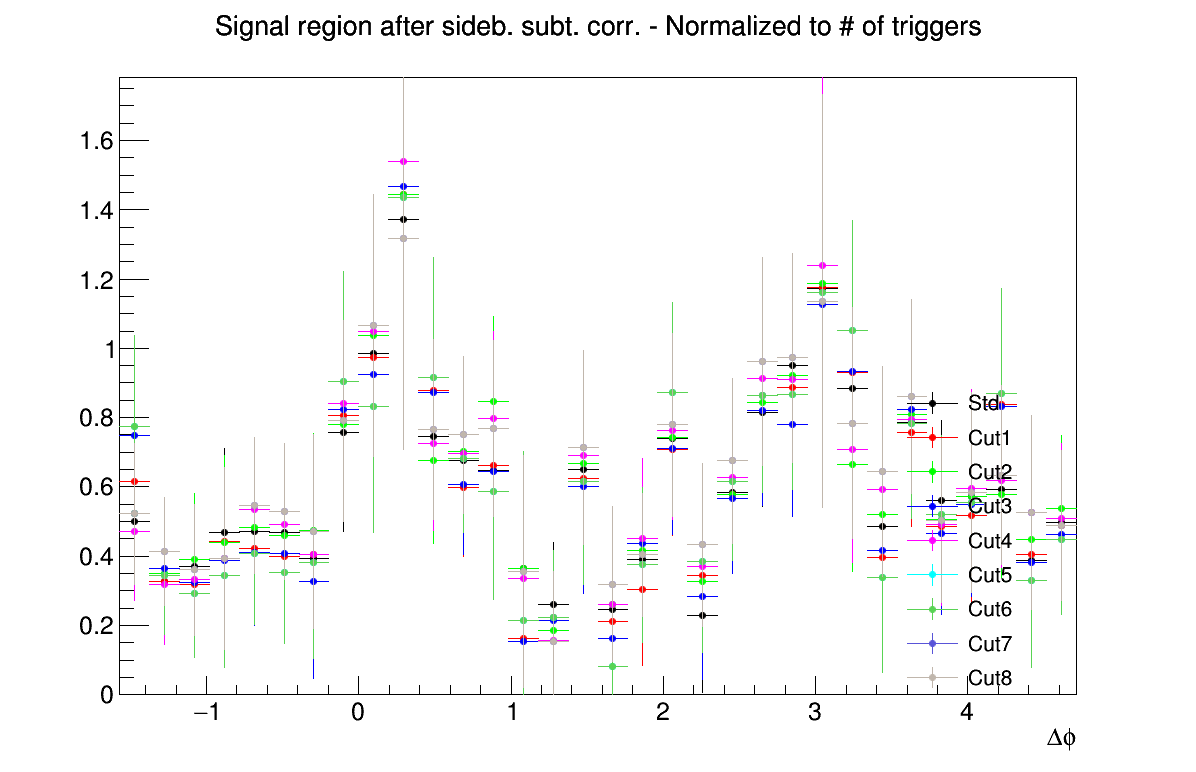 Signal region after sideb. subt. corr. - Normalized to # of triggers
1.6
1.4
1.2
1
0.8
0.6
0.4
0.2
0
−1
0
1
2
3
4
Δϕ
Std
Cut1
Cut2
Cut3
Cut4
Cut5
Cut6
Cut7
Cut8